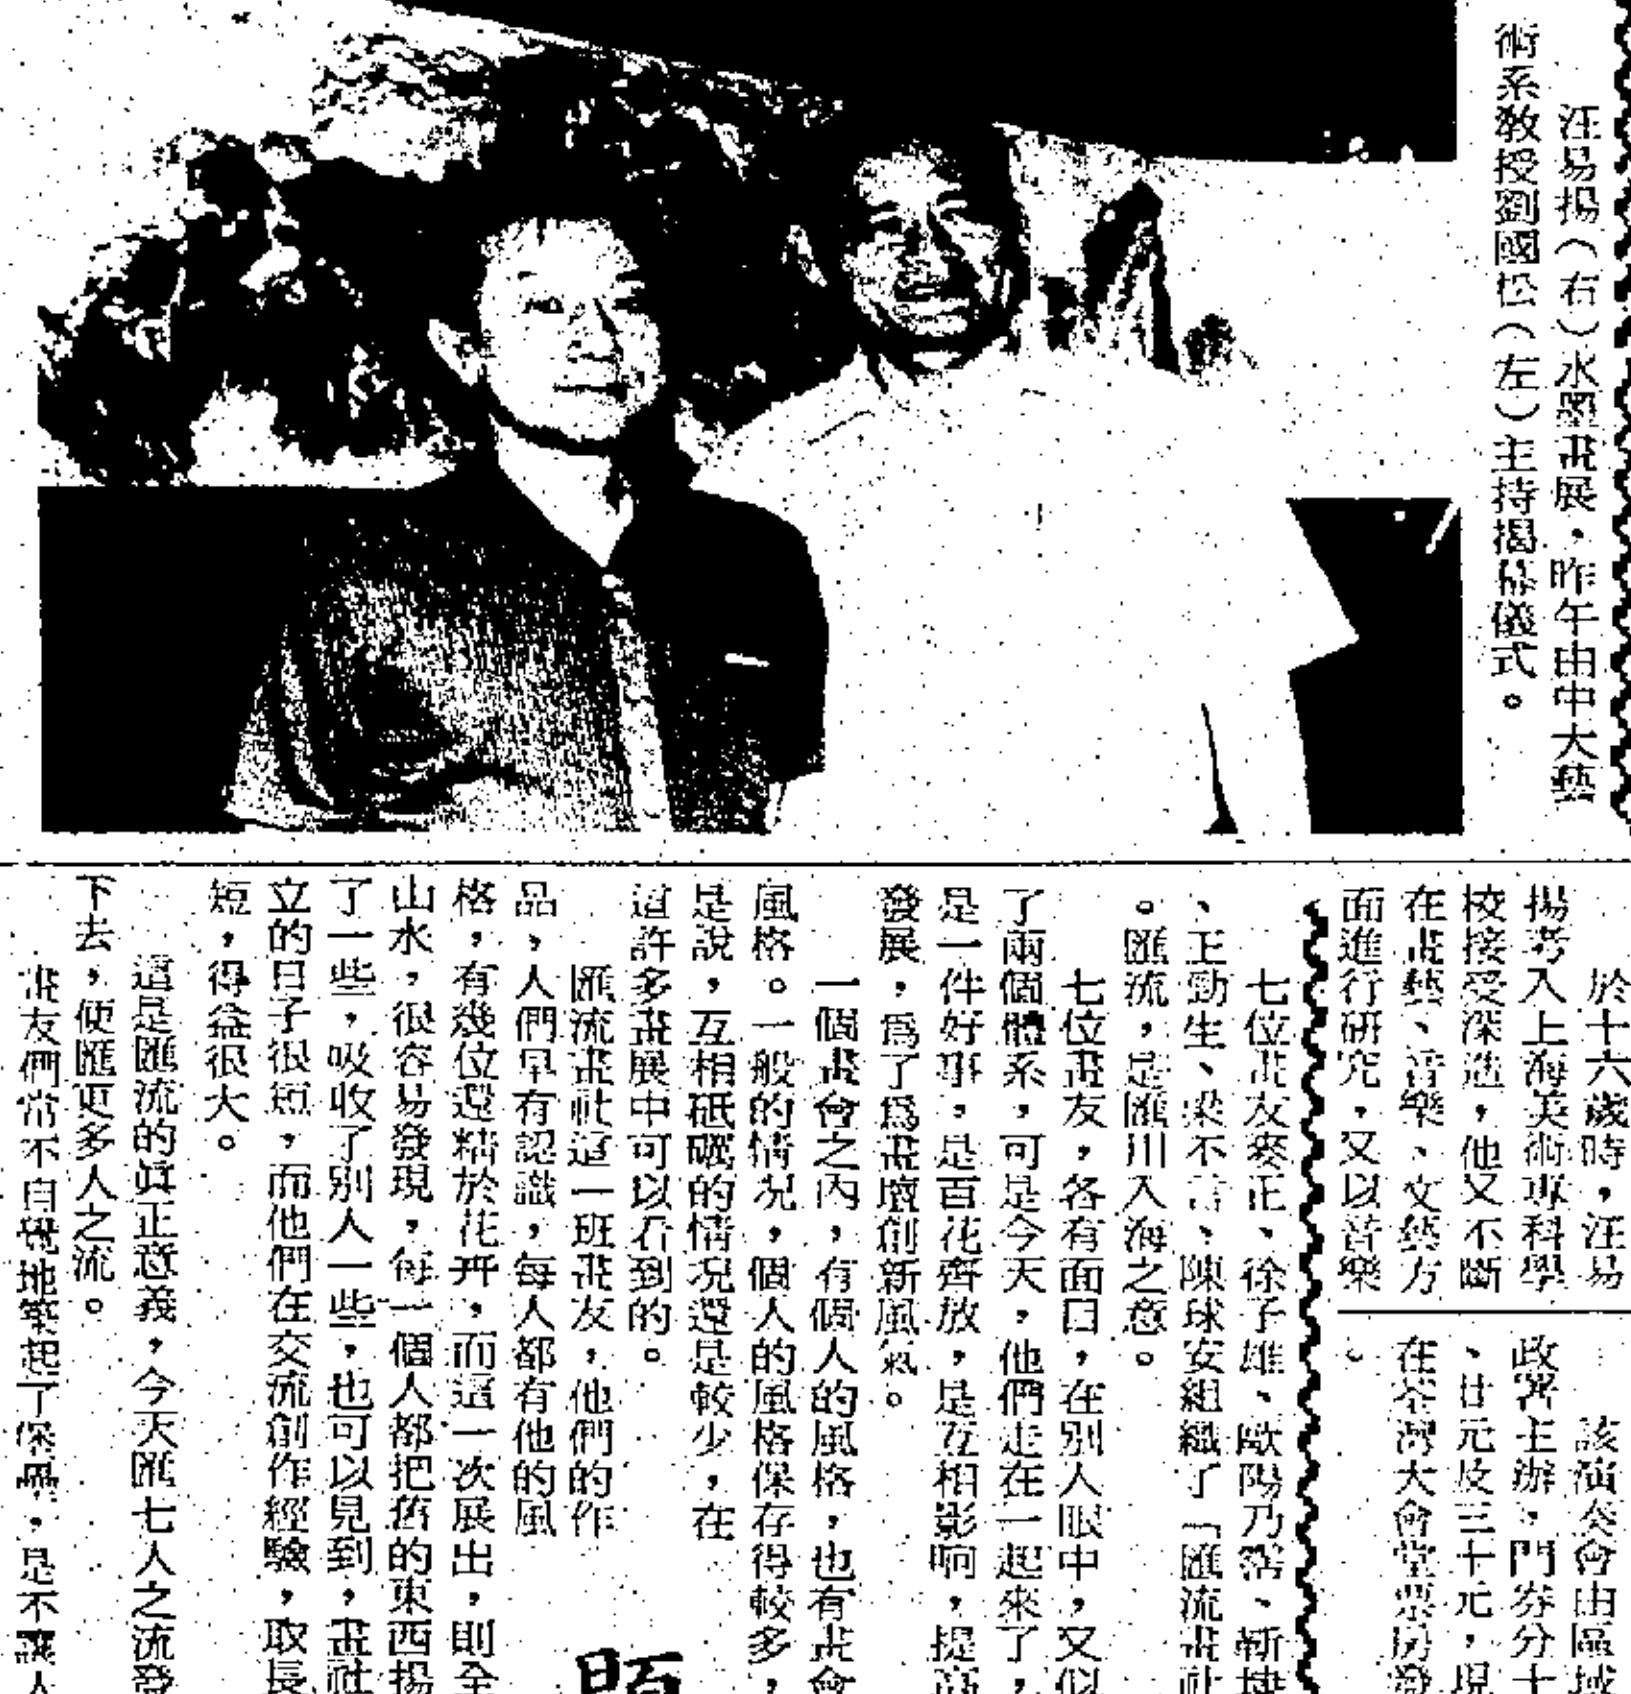 汪易揚（右）水墨畫展，昨午由中大藝
術系敎授劉國松（左）主持揭幕儀式。
於十六歲時，汪易
揚考入上海美術專科學
校接受深造，他又不斷
在畫藝、音樂、文藝方
面進行硏究，又以音樂
該演奏會由區域
政署主辦，門券分十
、廿元及三十元，現
在荃灣大會堂票房發
。
七位畫友麥正、徐子雄、歐陽乃霑、靳埭
、王勁生、梁不言、陳球安組織了「匯流畫社
。匯流，是匯川入海之意。
七位畫友，各有面目，在別人眼中，又似
了兩個體系，可是今天，他們走在一起來了，
是一件好事，是百花齊放，是互相影响，提高
發展，爲了爲畫壇創新風氣。
一個畫會之內，有個人的風格，也有畫會
風格。一般的情况，個人的風格保存得較多，
是說，互相砥礪的情况還是較少，在
這許多畫展中可以看到的。
匯流畫社這一班畫友，他們的作
品，人們早有認識，每人都有他的風
格，有幾位還精於花卉，而這一次展出，則全
山水，很容易發現，每一個人都把舊的東西揚
了一些，吸收了別人一些，也可以見到，畫社
立的日子很短，而他們在交流創作經驗，取長
短，得益很大。
這是匯流的眞正意義，今天匯七人之流發
下去，便匯更多人之流。
畫友們常不自覺地築起了保壘，是不讓人
題